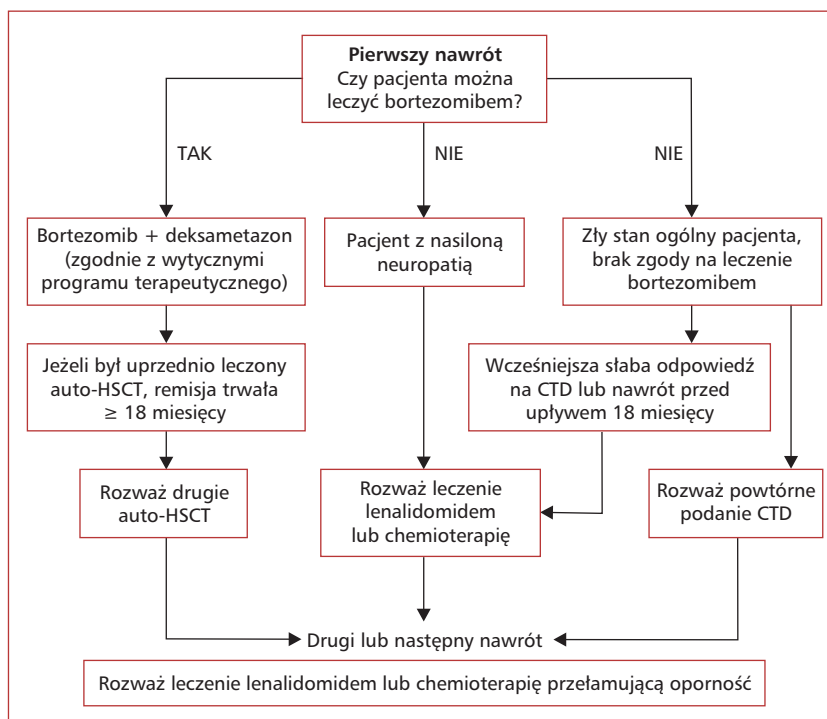 Pierwszy nawrót
Czy pacjenta można
leczyć bortezomibem?
TAK
NIE
NIE
Bortezomib + deksametazon
(zgodnie z wytycznymi
programu terapeutycznego)
Pacjent z nasiloną
neuropatią
Zły stan ogólny pacjenta,
brak zgody na leczenie
bortezomibem
Jeżeli był uprzednio leczony
auto-HSCT, remisja trwała
≥ 18 miesięcy
Wcześniejsza słaba odpowiedź
na CTD lub nawrót przed
upływem 18 miesięcy
Rozważ drugie
auto-HSCT
Rozważ leczenie
lenalidomidem
lub chemioterapię
Rozważ powtórne
podanie CTD
Drugi lub następny nawrót
Rozważ leczenie lenalidomidem lub chemioterapię przełamującą oporność